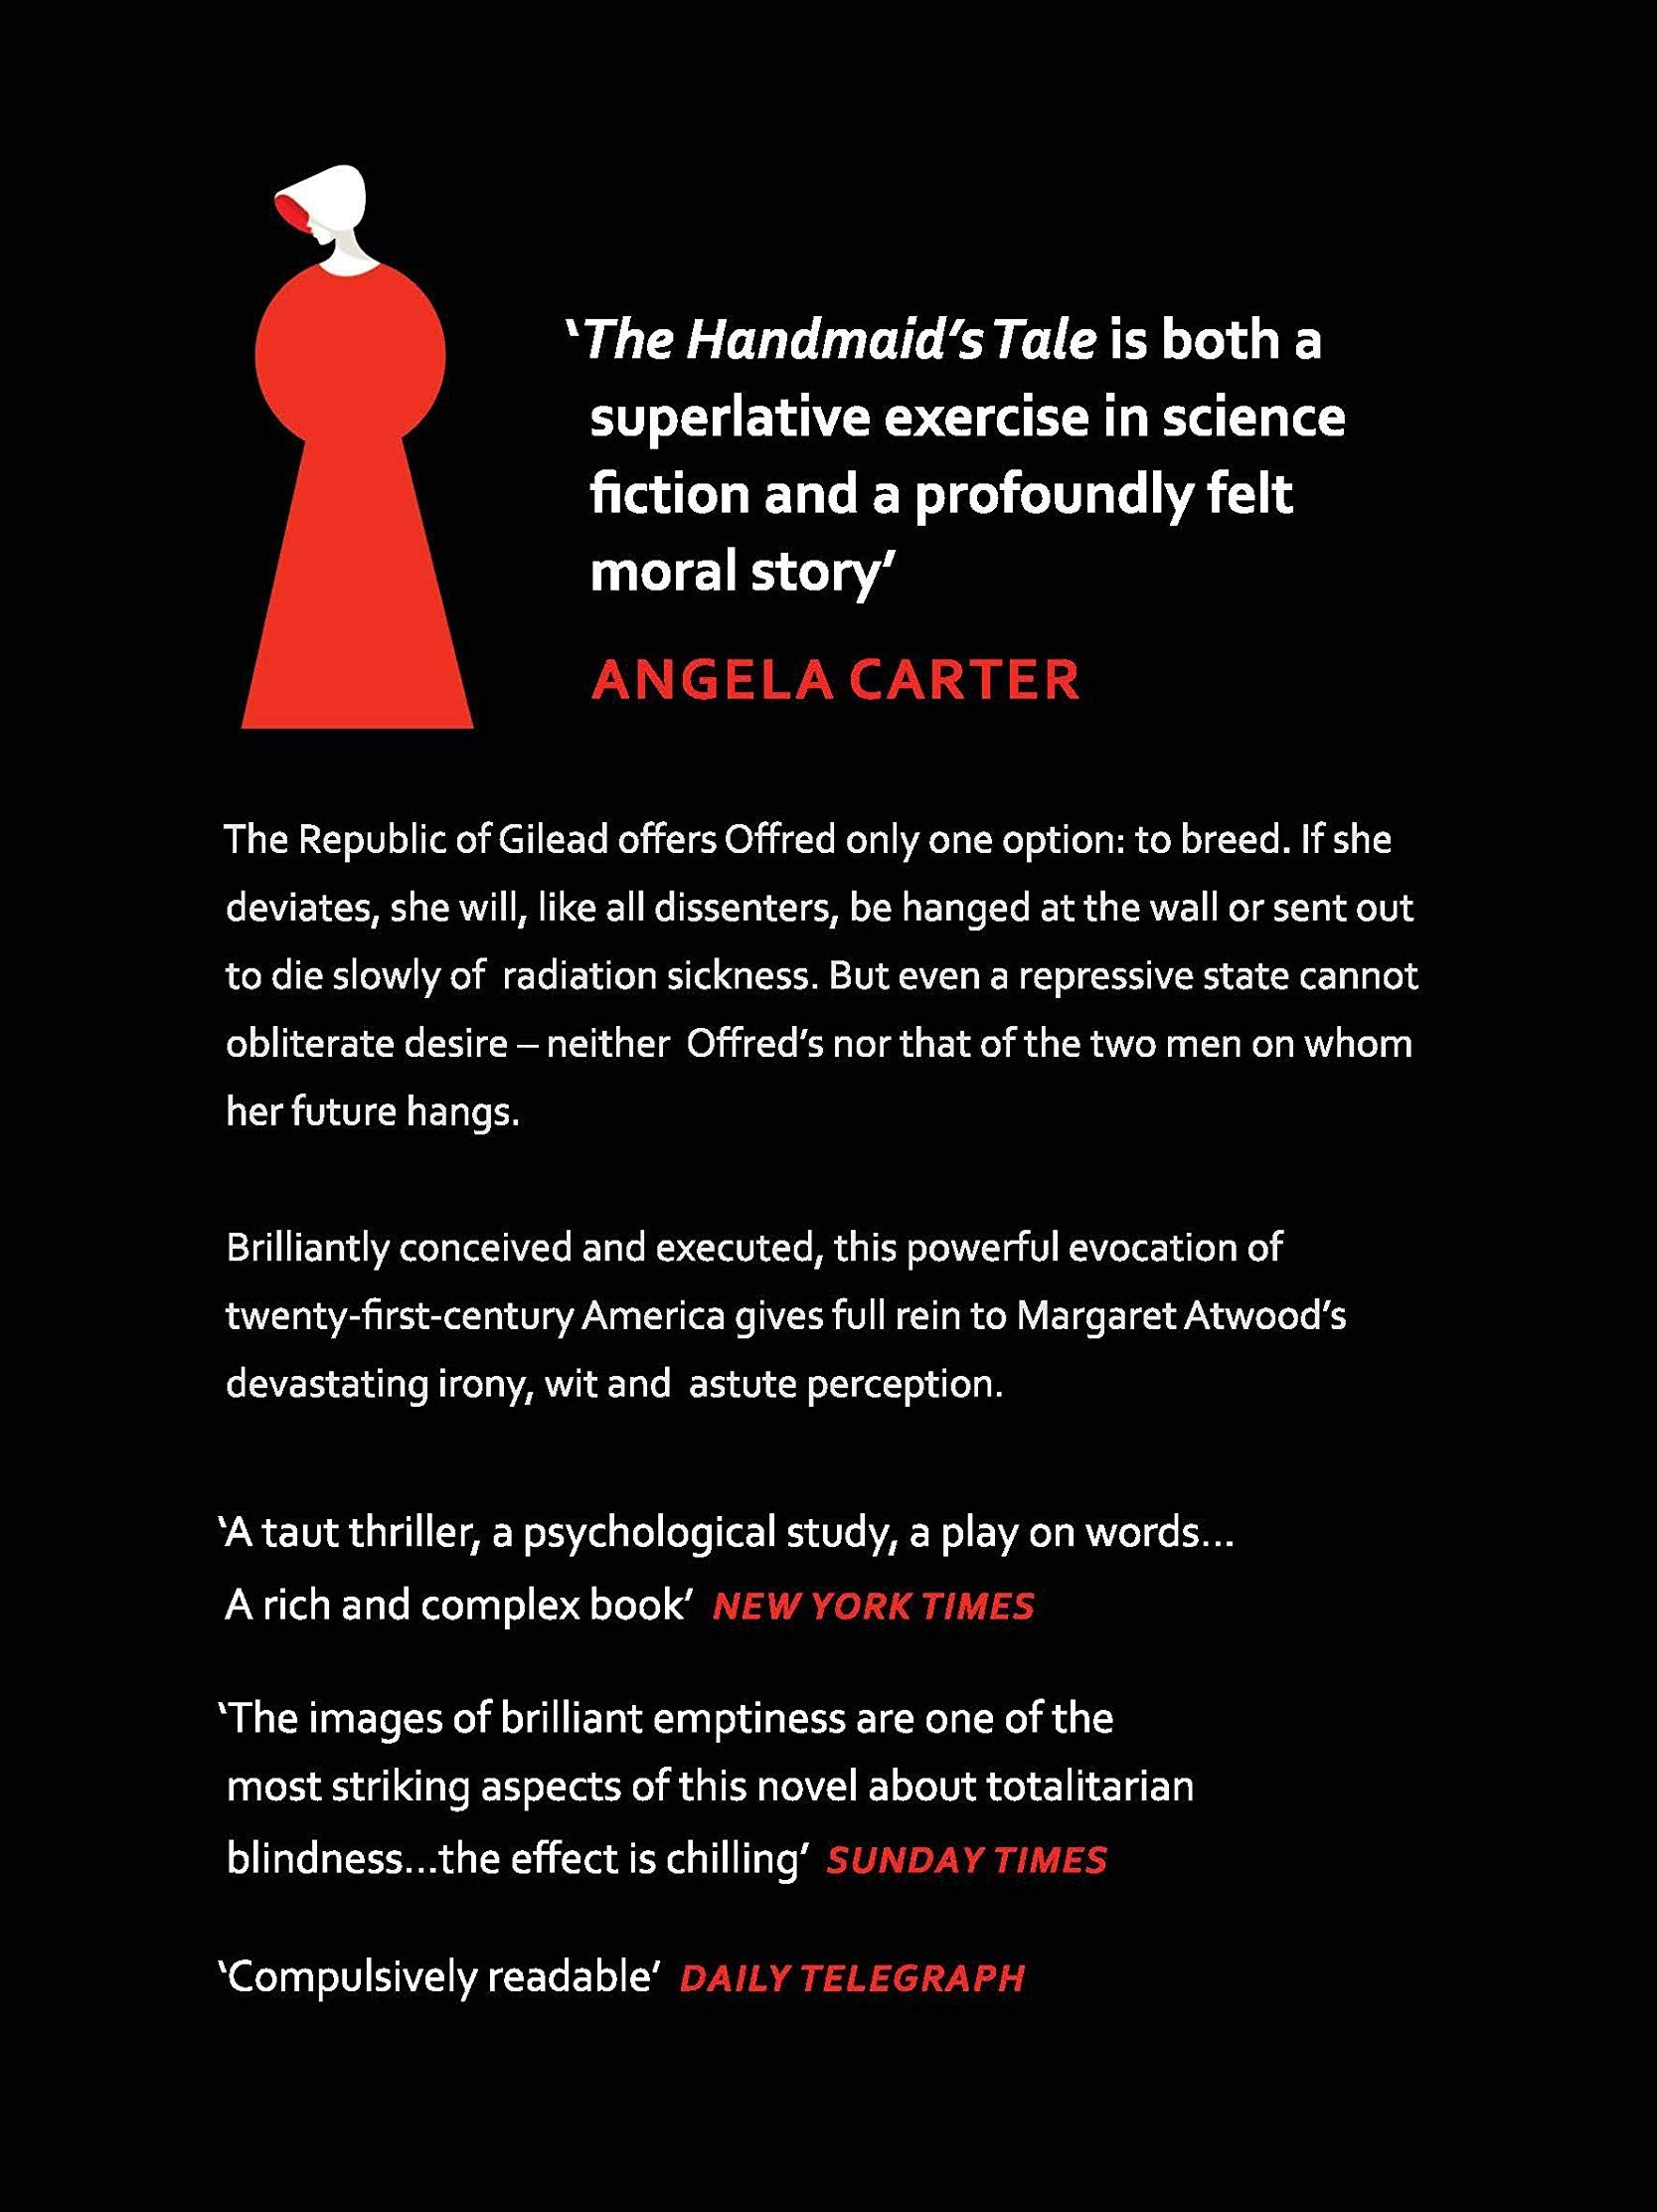 ‘The Handmaid’s Tale is both a
superlative exercise in science
fiction and a profoundly felt
moral story’
ANGELA CARTER
The Republic of Gilead offers Offred only one option: to breed. If she
deviates, she will, like all dissenters, be hanged at the wall or sent out
to die slowly of radiation sickness. But even a repressive state cannot
obliterate desire – neither Offred’s nor that of the two men on whom
her future hangs.
Brilliantly conceived and executed, this powerful evocation of
twenty-first-century America gives full rein to Margaret Atwood’s
devastating irony, wit and astute perception.
‘A taut thriller, a psychological study, a play on words...
A rich and complex book’ NEW YORK TIMES
‘The images of brilliant emptiness are one of the
most striking aspects of this novel about totalitarian
blindness...the effect is chilling’ SUNDAY TIMES
‘Compulsively readable’ DAILY TELEGRAPH